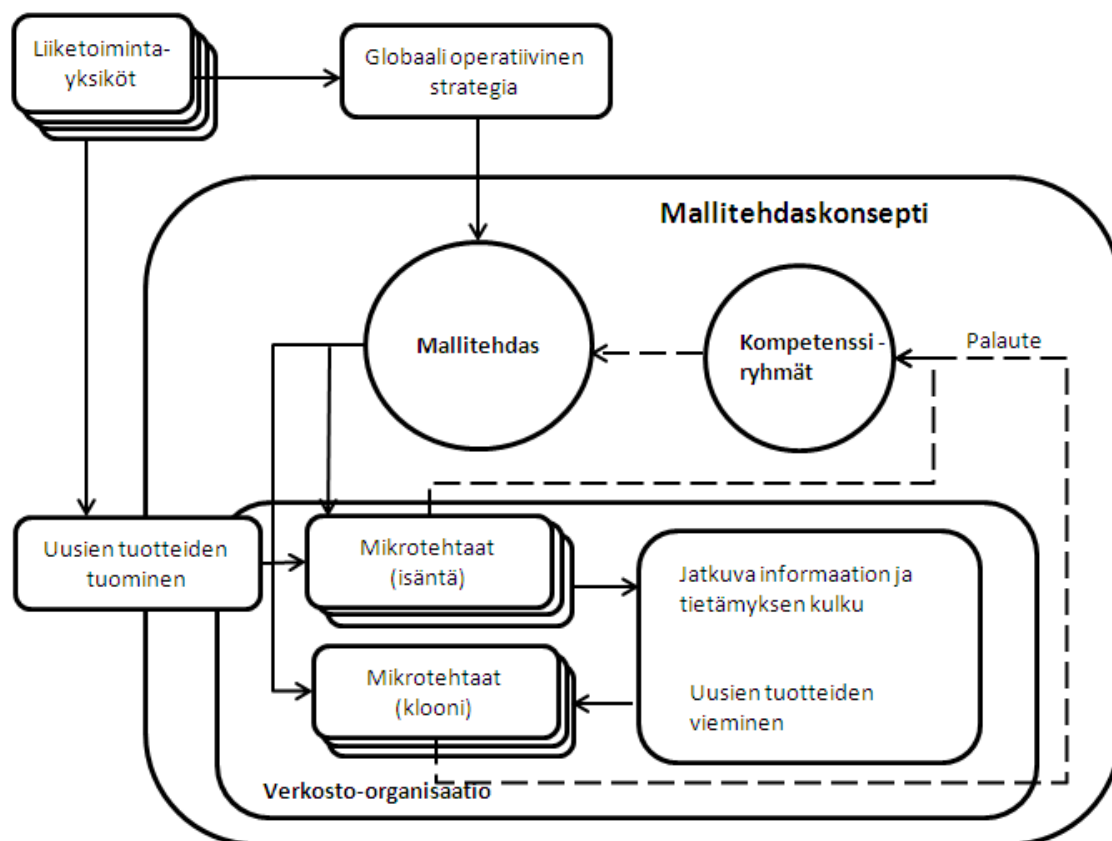 Liiketoiminta-
yksiköt
Globaali operatiivinen
strategia
Mallitehdaskonsepti
Mallitehdas
Kompetenssi -
ryhmät
Palaute
Uusien tuotteiden
tuominen
Mikrotehtaat
(isäntä)
Jatkuva informaation ja
tietämyksen kulku
Mikrotehtaat
(klooni)
Uusien tuotteiden
vieminen
Verkosto-organisaatio